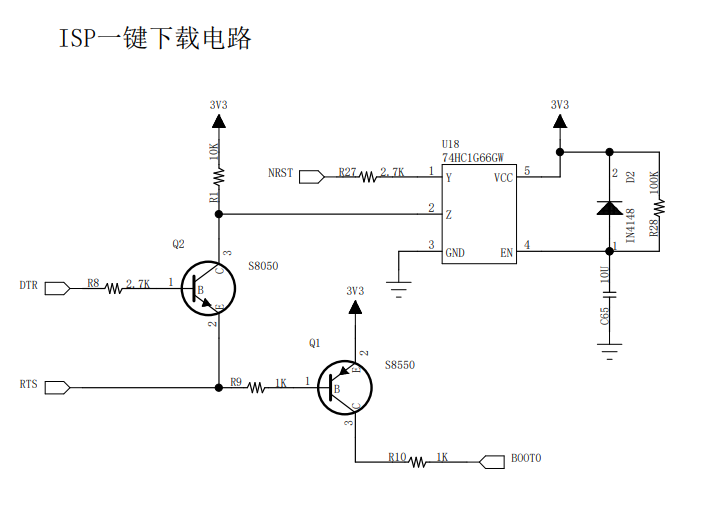 ISP一键下载电路
3V3
3V3
10K
R1
U18
74HC1G66GW
NRST
R27
2.7K
1
Y
VCC
5
2
Z
3
GND
EN
4
2
D2
IN4148
1
100K
R28
10U
C65
Q2
3
C
S8050
DTR
R8
2.7K
1
B
E
2
3V3
Q1
2
E
S8550
RTS
R9
1K
1
B
C
3
R10
1K
BOOT0